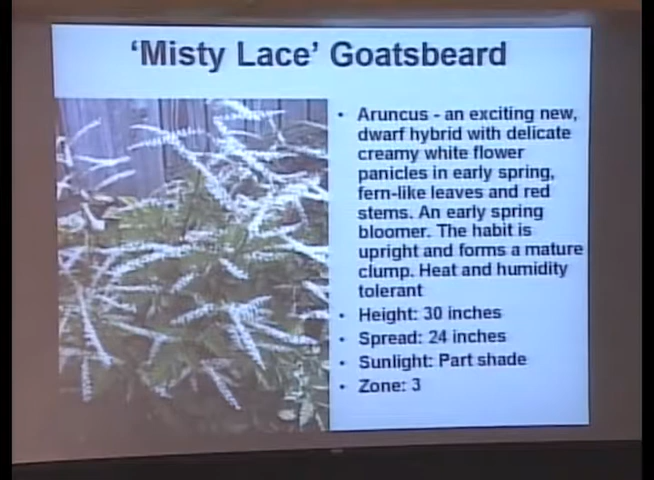 ‘Misty Lace’ Goatsbeard
• Aruncus - an exciting new,
dwarf hybrid with delicate
creamy white flower
panicles in early spring,
fern-like leaves and red
stems. An early spring
bloomer. The habit is
upright and forms a mature
clump. Heat and humidity
tolerant
• Height: 30 inches
• Spread: 24 inches
• Sunlight: Part shade
• Zone: 3